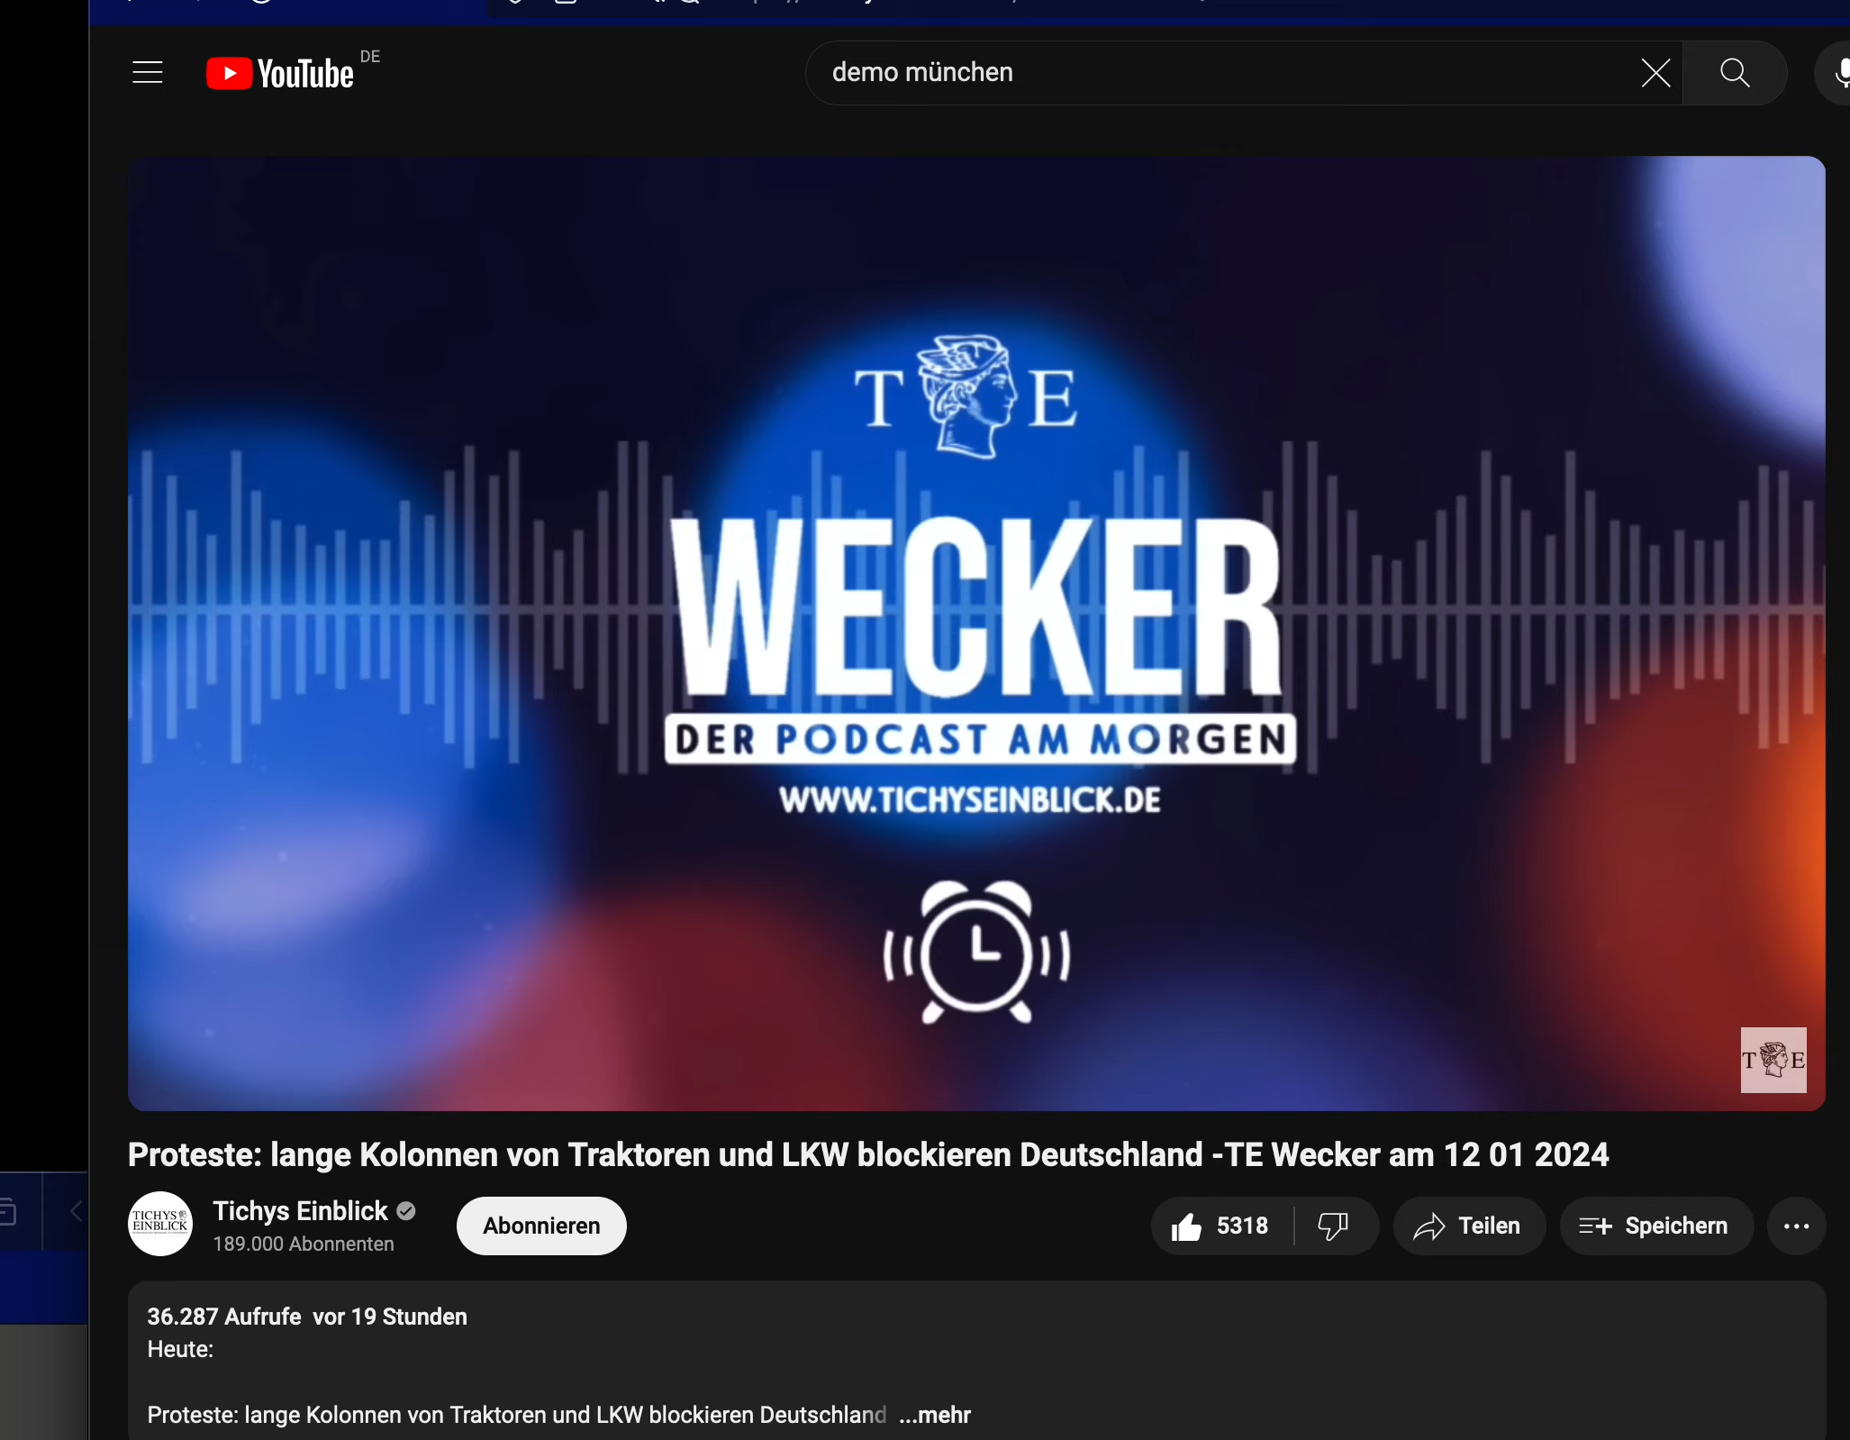 YouTube DE
demo münchen
T E
WECKER
DER PODCAST AM MORGEN
WWW.TICHYSEINBLICK.DE
T E
Proteste: lange Kolonnen von Traktoren und LKW blockieren Deutschland -TE Wecker am 12 01 2024
TICHYS
EINBLICK
Tichys Einblick
189.000 Abonnenten
Abonnieren
5318
Teilen
Speichern
36.287 Aufrufe vor 19 Stunden
Heute:
Proteste: lange Kolonnen von Traktoren und LKW blockieren Deutschland ...mehr